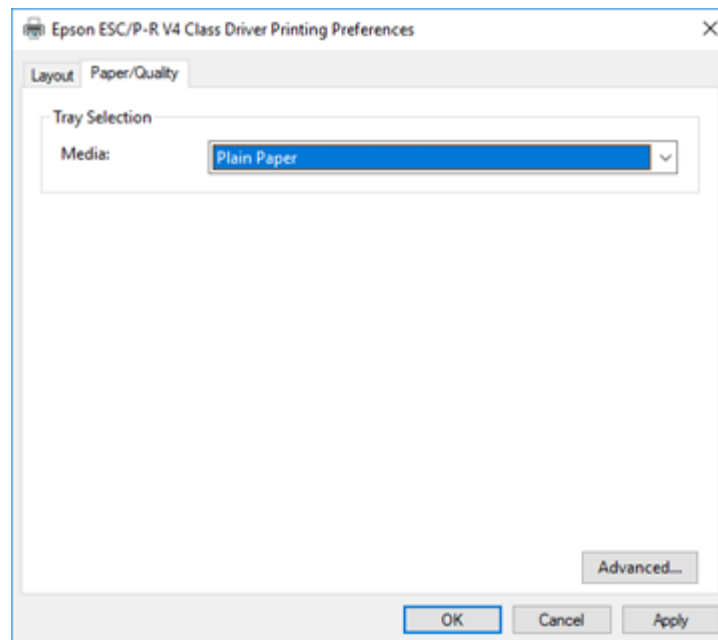 Epson ESC/P-R V4 Class Driver Printing Preferences
Layout Paper/Quality
Tray Selection
Media: Plain Paper
Advanced...
OK Cancel Apply